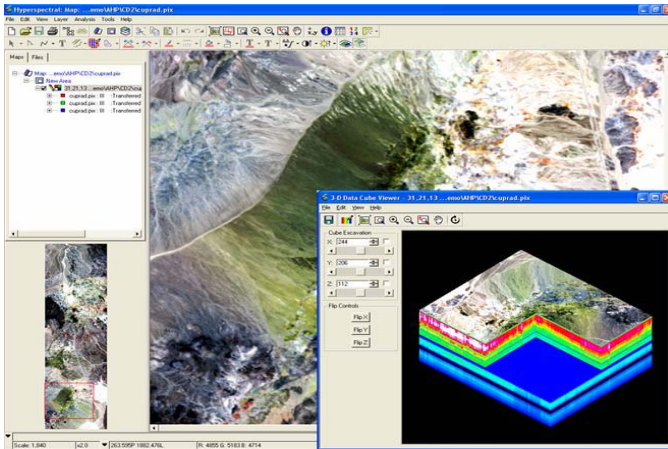 Hyperspectral: Map: ...emo\AHP\CD2\cuprad.pix
File Edit View Layer Analysis Tools Help
Maps Files
Map ...emo\AHP\CD2\cuprad.pix
New Area
31,21,13 ...emo\AHP\CD2\cup
cuprad.pix: III :Transferred
cuprad.pix: III :Transferred
cuprad.pix: III :Transferred
3-D Data Cube Viewer - 31,21,13 ...emo\AHP\CD2\cuprad.pix
File Edit View Help
Cube Excavation
X: 244
Y: 206
Z: 112
Flip Controls
Flip X
Flip Y
Flip Z
Scale: 1,840 x2.0 263.595P 1882.476L R: 4855 G: 5183 B: 4714